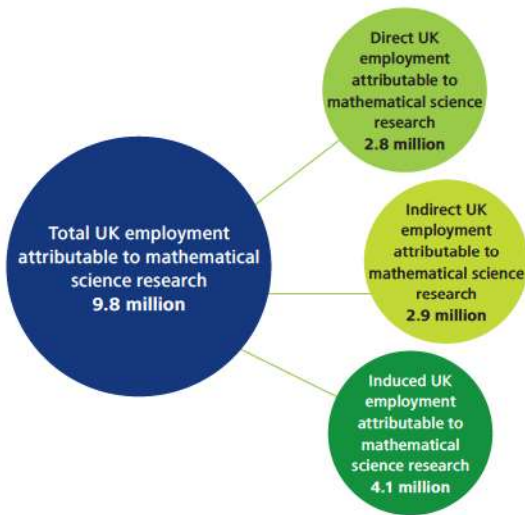 Direct UK
employment
attributable to
mathematical science
research
2.8 million
Total UK employment
attributable to mathematical
science research
9.8 million
Indirect UK
employment
attributable to
mathematical science
research
2.9 million
Induced UK
employment
attributable to
mathematical
science research
4.1 million